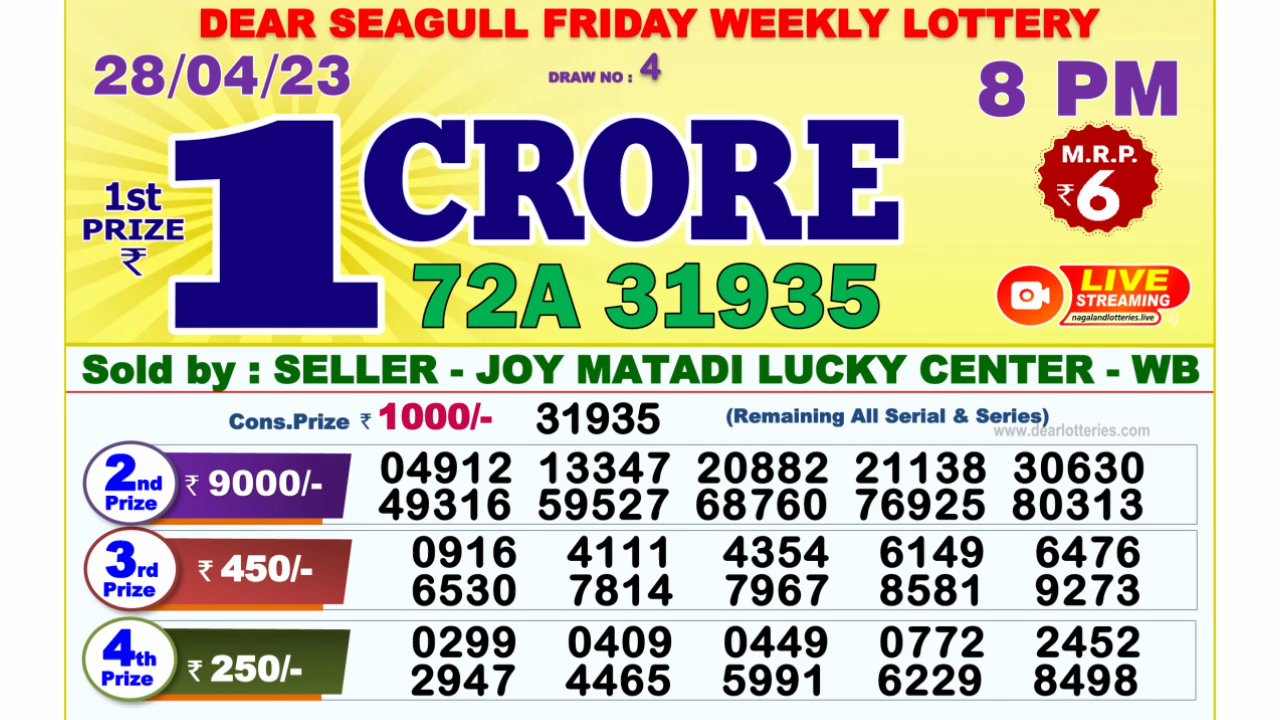 DEAR SEAGULL FRIDAY WEEKLY LOTTERY
28/04/23
DRAW NO : 4
8 PM
1st
PRIZE
₹
1 CRORE
M.R.P.
₹ 6
72A 31935
LIVE
STREAMING
nagalandlotteries.live
Sold by : SELLER - JOY MATADI LUCKY CENTER - WB
Cons.Prize ₹ 1000/- 31935 (Remaining All Serial & Series)
www.dearlotteries.com
2nd
Prize
₹ 9000/-
04912 13347 20882 21138 30630
49316 59527 68760 76925 80313
3rd
Prize
₹ 450/-
0916 4111 4354 6149 6476
6530 7814 7967 8581 9273
4th
Prize
₹ 250/-
0299 0409 0449 0772 2452
2947 4465 5991 6229 8498